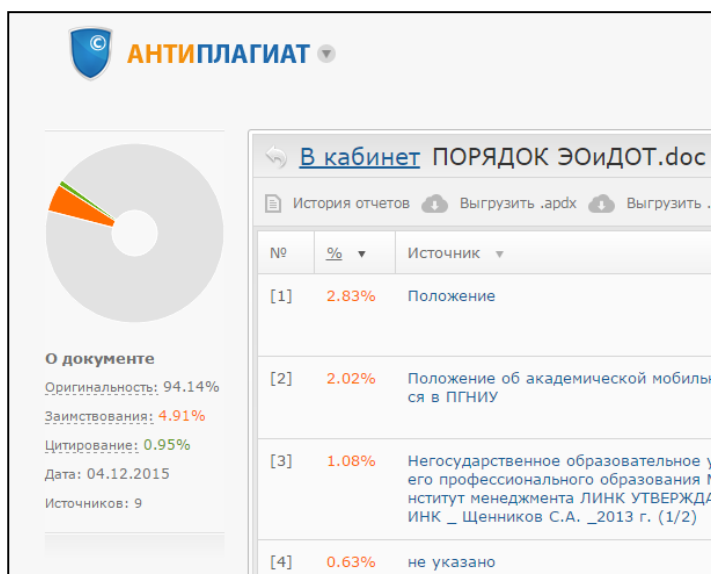 ©
АНТИПЛАГИАТ
В кабинет ПОРЯДОК ЭОиДОТ.doc
История отчетов Выгрузить .apdx Выгрузить .
№ % Источник
[1] 2.83% Положение
[2] 2.02% Положение об академической мобильн
ся в ПГНИУ
[3] 1.08% Негосударственное образовательное у
его профессионального образования М
нститут менеджмента ЛИНК УТВЕРЖДА
ИНК _ Щенников С.А. _2013 г. (1/2)
[4] 0.63% не указано
О документе
Оригинальность: 94.14%
Заимствования: 4.91%
Цитирование: 0.95%
Дата: 04.12.2015
Источников: 9